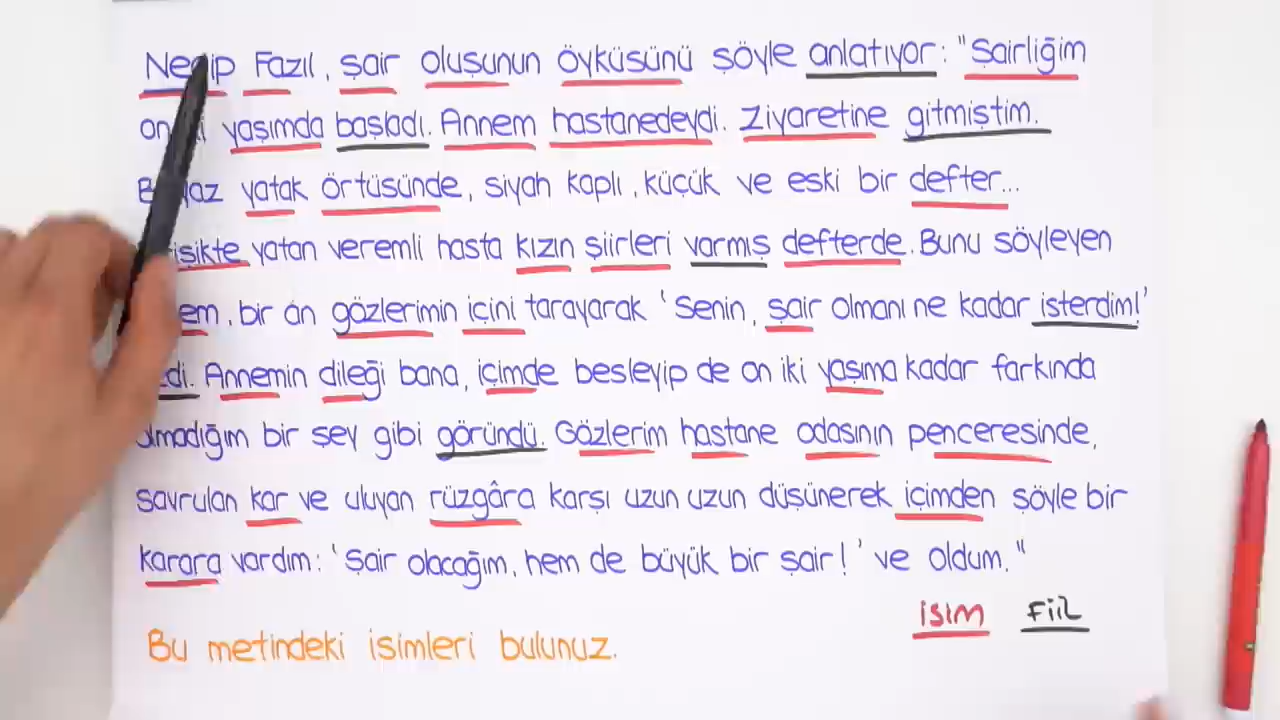 Necip Fazıl, şair oluşunun öyküsünü şöyle anlatıyor: "Şairliğim
yaşımda başladı. Annem hastanedeydi. Ziyaretine gitmiştim.
yatak örtüsünde, siyah kaplı, küçük ve eski bir defter...
yatan veremli hasta kızın şiirleri varmış defterde. Bunu söyleyen
bir an gözlerimin içini tarayarak 'Senin, şair olmanı ne kadar isterdim!'
Annemin dileği bana, içimde besleyip de on iki yaşıma kadar farkında
olmadığım bir şey gibi göründü. Gözlerim hastane odasının penceresinde,
savrulan kar ve uluyan rüzgâra karşı uzun uzun düşünerek içimden şöyle bir
karara vardım: 'Şair olacağım, hem de büyük bir şair!' ve oldum."
İSİM FİİL
Bu metindeki isimleri bulunuz.